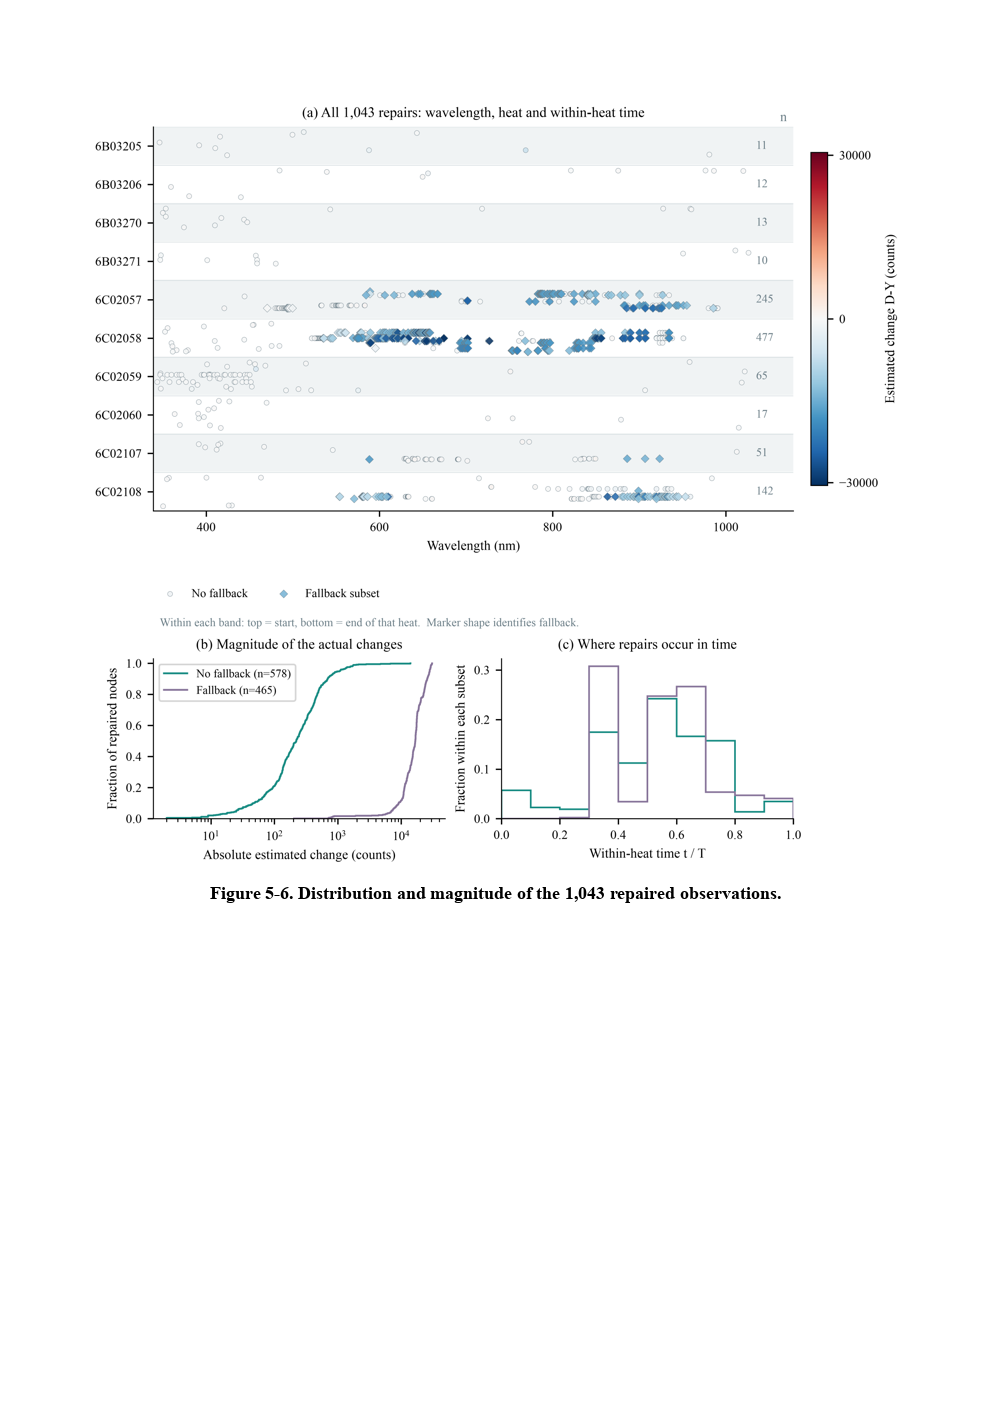 (a) All 1,043 repairs: wavelength, heat and within-heat time
n
6B03205
11
6B03206
12
6B03270
13
6B03271
10
6C02057
245
6C02058
477
6C02059
65
6C02060
17
6C02107
51
6C02108
142
400
600
800
1000
Wavelength (nm)
30000
0
−30000
Estimated change D-Y (counts)
No fallback
Fallback subset
Within each band: top = start, bottom = end of that heat. Marker shape identifies fallback.
(b) Magnitude of the actual changes
Fraction of repaired nodes
1.0
0.8
0.6
0.4
0.2
0.0
No fallback (n=578)
Fallback (n=465)
10¹
10²
10³
10⁴
Absolute estimated change (counts)
(c) Where repairs occur in time
Fraction within each subset
0.3
0.2
0.1
0.0
0.0
0.2
0.4
0.6
0.8
1.0
Within-heat time t / T
Figure 5-6. Distribution and magnitude of the 1,043 repaired observations.